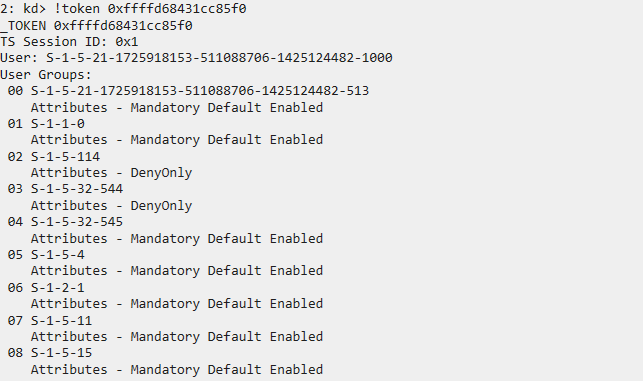 2: kd> !token 0xffffd68431cc85f0
_TOKEN 0xffffd68431cc85f0
TS Session ID: 0x1
User: S-1-5-21-1725918153-511088706-1425124482-1000
User Groups:
00 S-1-5-21-1725918153-511088706-1425124482-513
Attributes - Mandatory Default Enabled
01 S-1-1-0
Attributes - Mandatory Default Enabled
02 S-1-5-114
Attributes - DenyOnly
03 S-1-5-32-544
Attributes - DenyOnly
04 S-1-5-32-545
Attributes - Mandatory Default Enabled
05 S-1-5-4
Attributes - Mandatory Default Enabled
06 S-1-2-1
Attributes - Mandatory Default Enabled
07 S-1-5-11
Attributes - Mandatory Default Enabled
08 S-1-5-15
Attributes - Mandatory Default Enabled